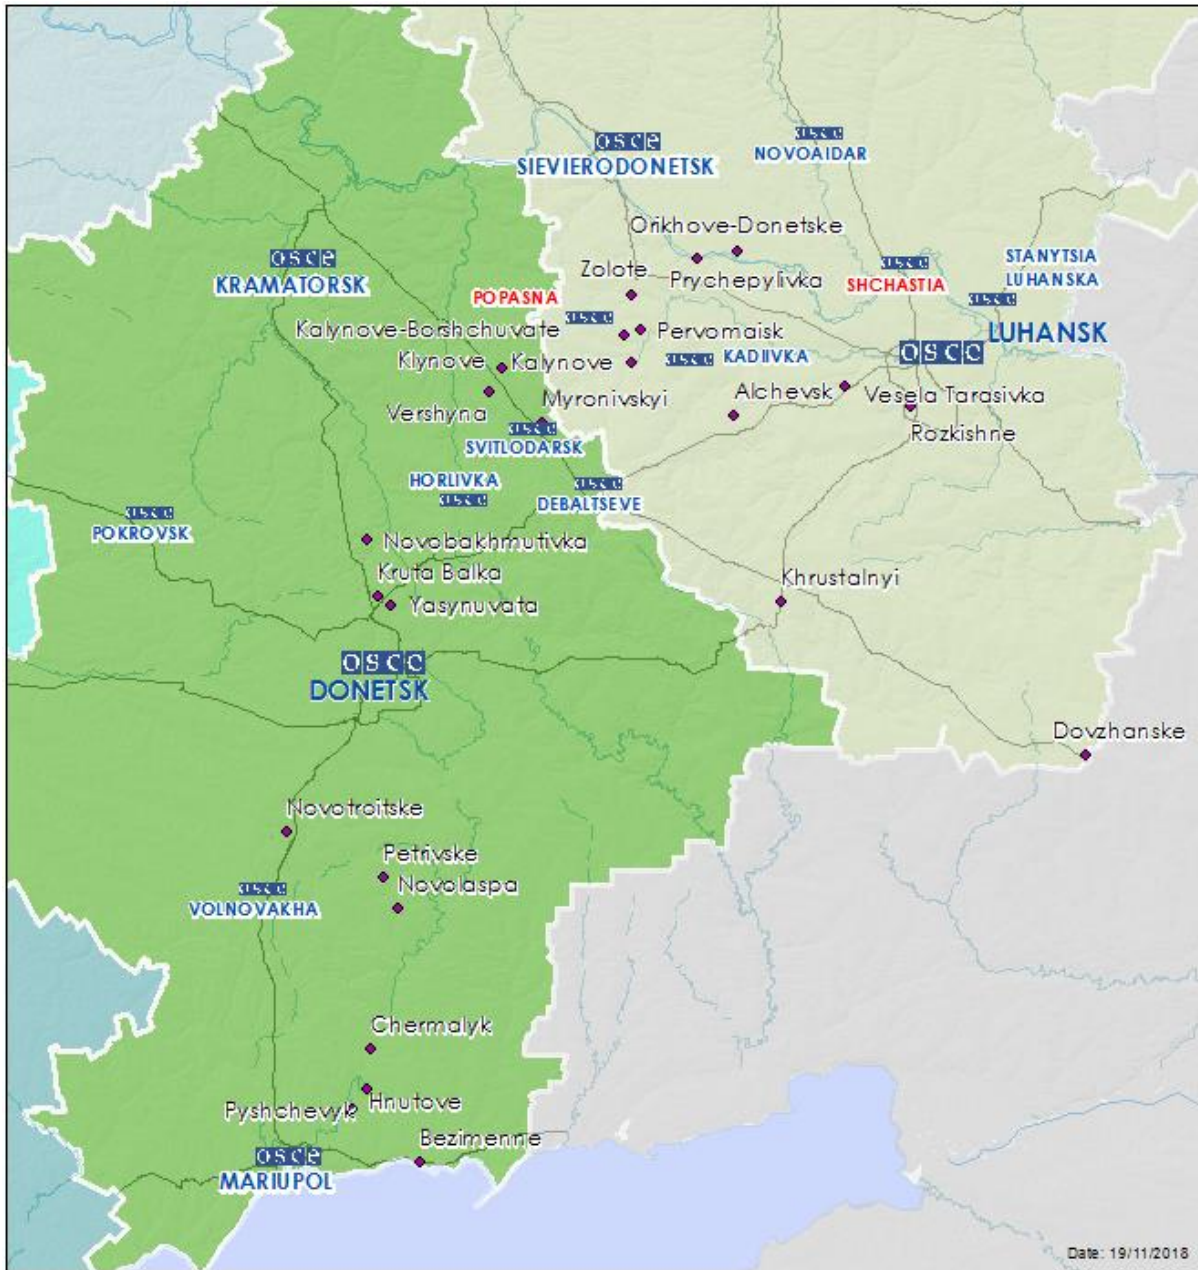 osce
SIEVIERODONETSK
osce
NOVOAIDAR
Orikhove-Donetske
osce
KRAMATORSK
Zolote
Prychepylivka
osce
SHCHASTIA
STANYTSIA
LUHANSKA
osce
POPASNA
osce
Kalynove-Borshchuvate
Pervomaisk
LUHANSK
osce
Klynove
Kalynove
osce
KADIIVKA
Alchevsk
Vesela Tarasivka
Vershyna
Myronivskyi
Rozkishne
osce
SVITLODARSK
HORLIVKA
osce
osce
DEBALTSEVE
osce
POKROVSK
Novobakhmutivka
Kruta Balka
Yasynuvata
Khrustalnyi
osce
DONETSK
Dovzhanske
Novotroitske
Petrivske
Novolaspa
osce
VOLNOVAKHA
Chermalyk
Hnutove
Pyshchevyk
Bezimenne
osce
MARIUPOL
Date: 19/11/2018